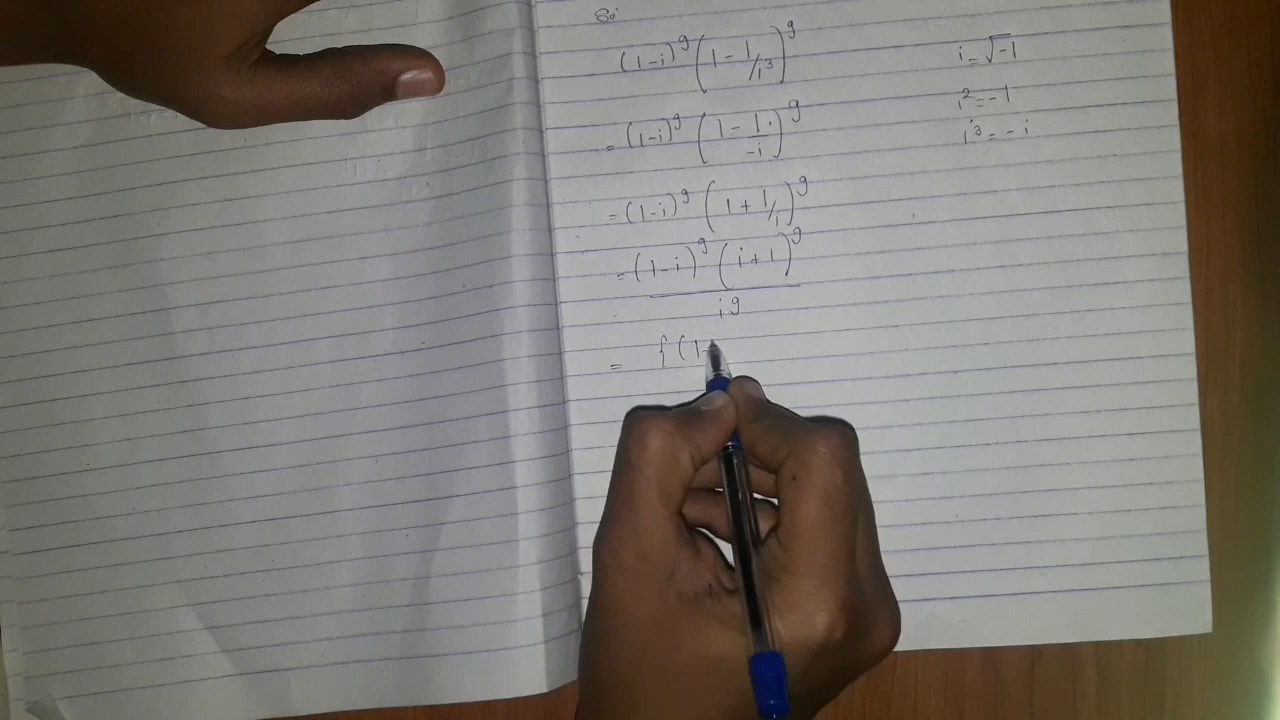 So:
(1-i)^9 (1 - 1/i^3)^9
= (1-i)^9 (1 - 1/-i)^9
= (1-i)^9 (1 + 1/i)^9
= (1-i)^9 (i+1)^9 / i^9
= { (1-
i = √-1
i^2 = -1
i^3 = -i